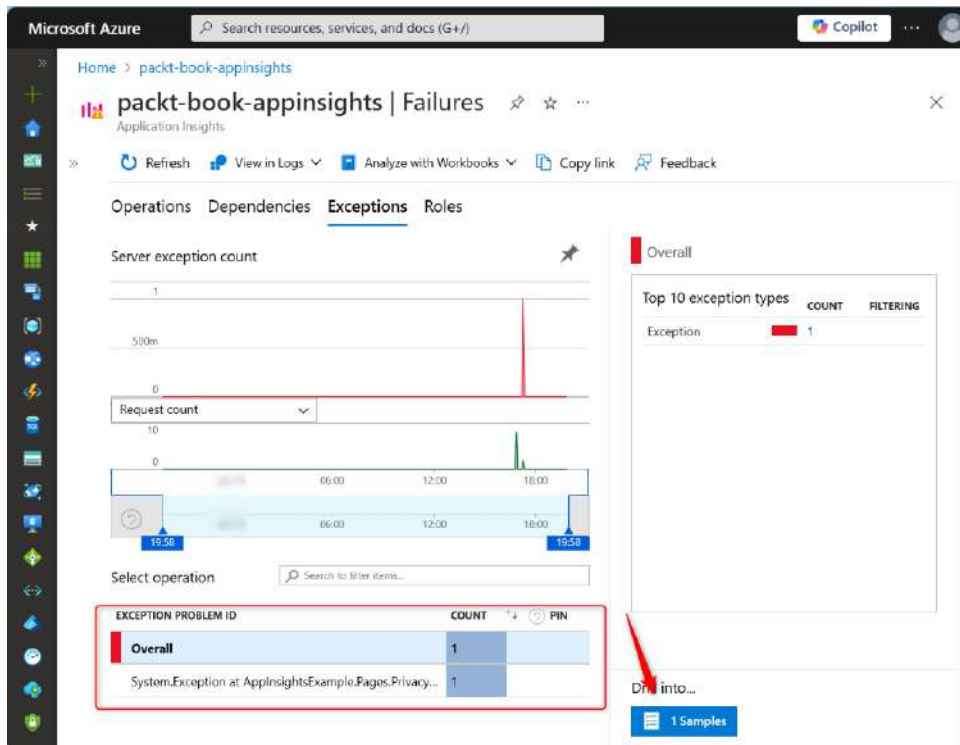 Microsoft Azure
Search resources, services, and docs (G+/)
Copilot
Home > packt-book-appinsights
packt-book-appinsights | Failures
Application Insights
Refresh
View in Logs
Analyze with Workbooks
Copy link
Feedback
Operations
Dependencies
Exceptions
Roles
Server exception count
1
500m
0
Request count
10
0
06:00
12:00
18:00
06:00
12:00
18:00
19:58
19:58
Select operation
Search to filter items...
EXCEPTION PROBLEM ID
COUNT
PIN
Overall
1
System.Exception at AppInsightsExample.Pages.Privacy...
1
Overall
Top 10 exception types
COUNT
FILTERING
Exception
1
into...
1 Samples